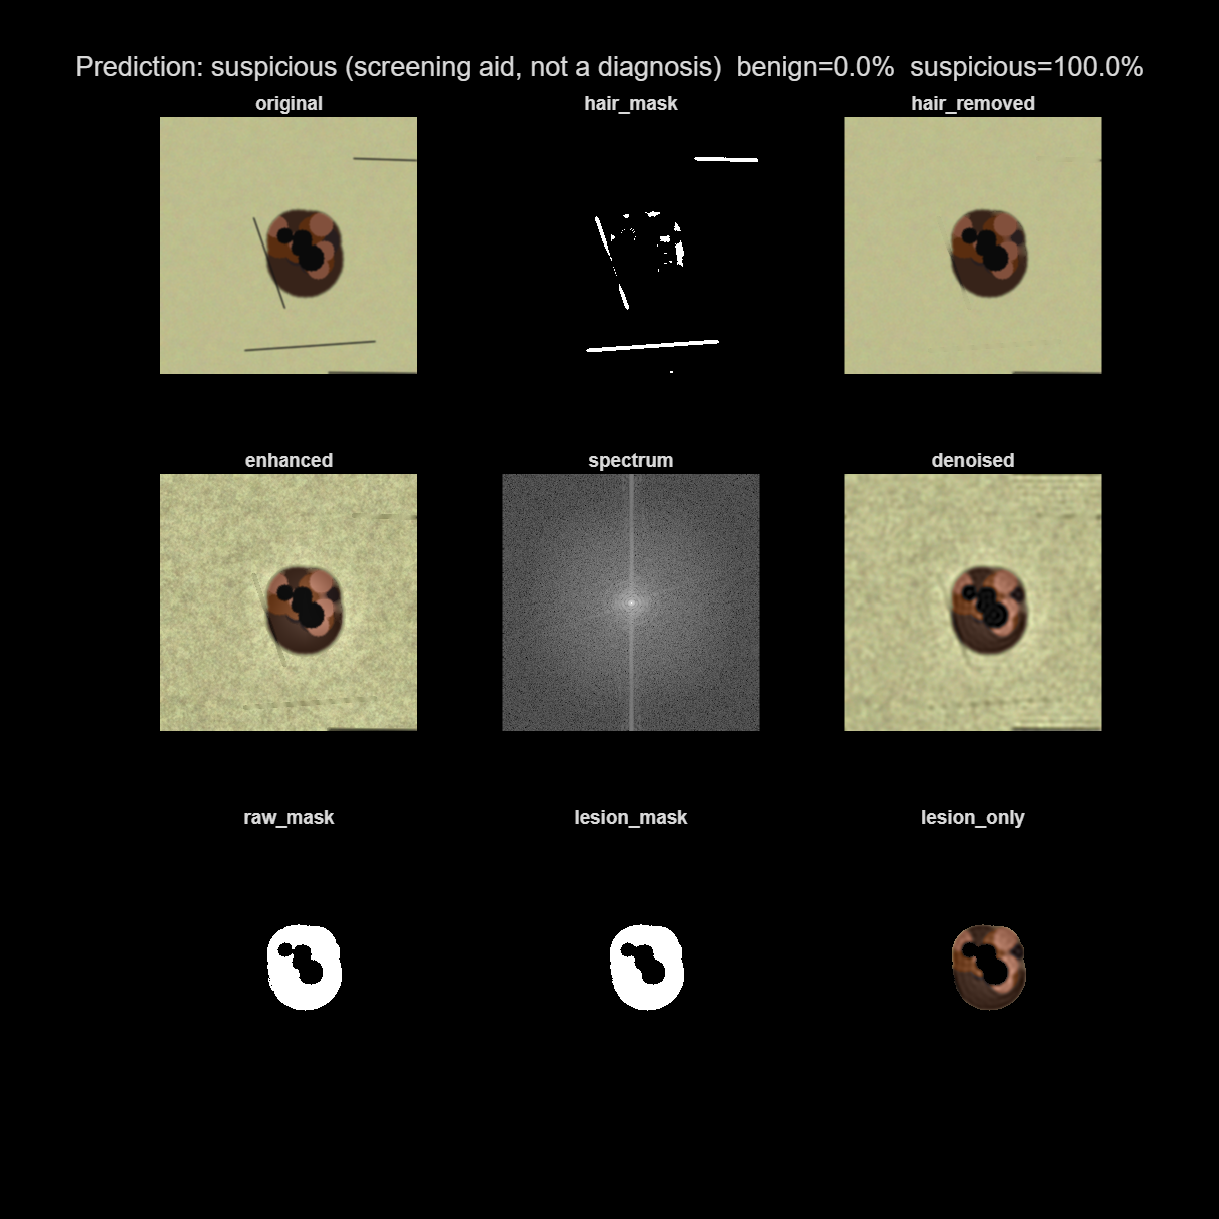 Prediction: suspicious (screening aid, not a diagnosis)  benign=0.0%  suspicious=100.0%
original
hair_mask
hair_removed
enhanced
spectrum
denoised
raw_mask
lesion_mask
lesion_only